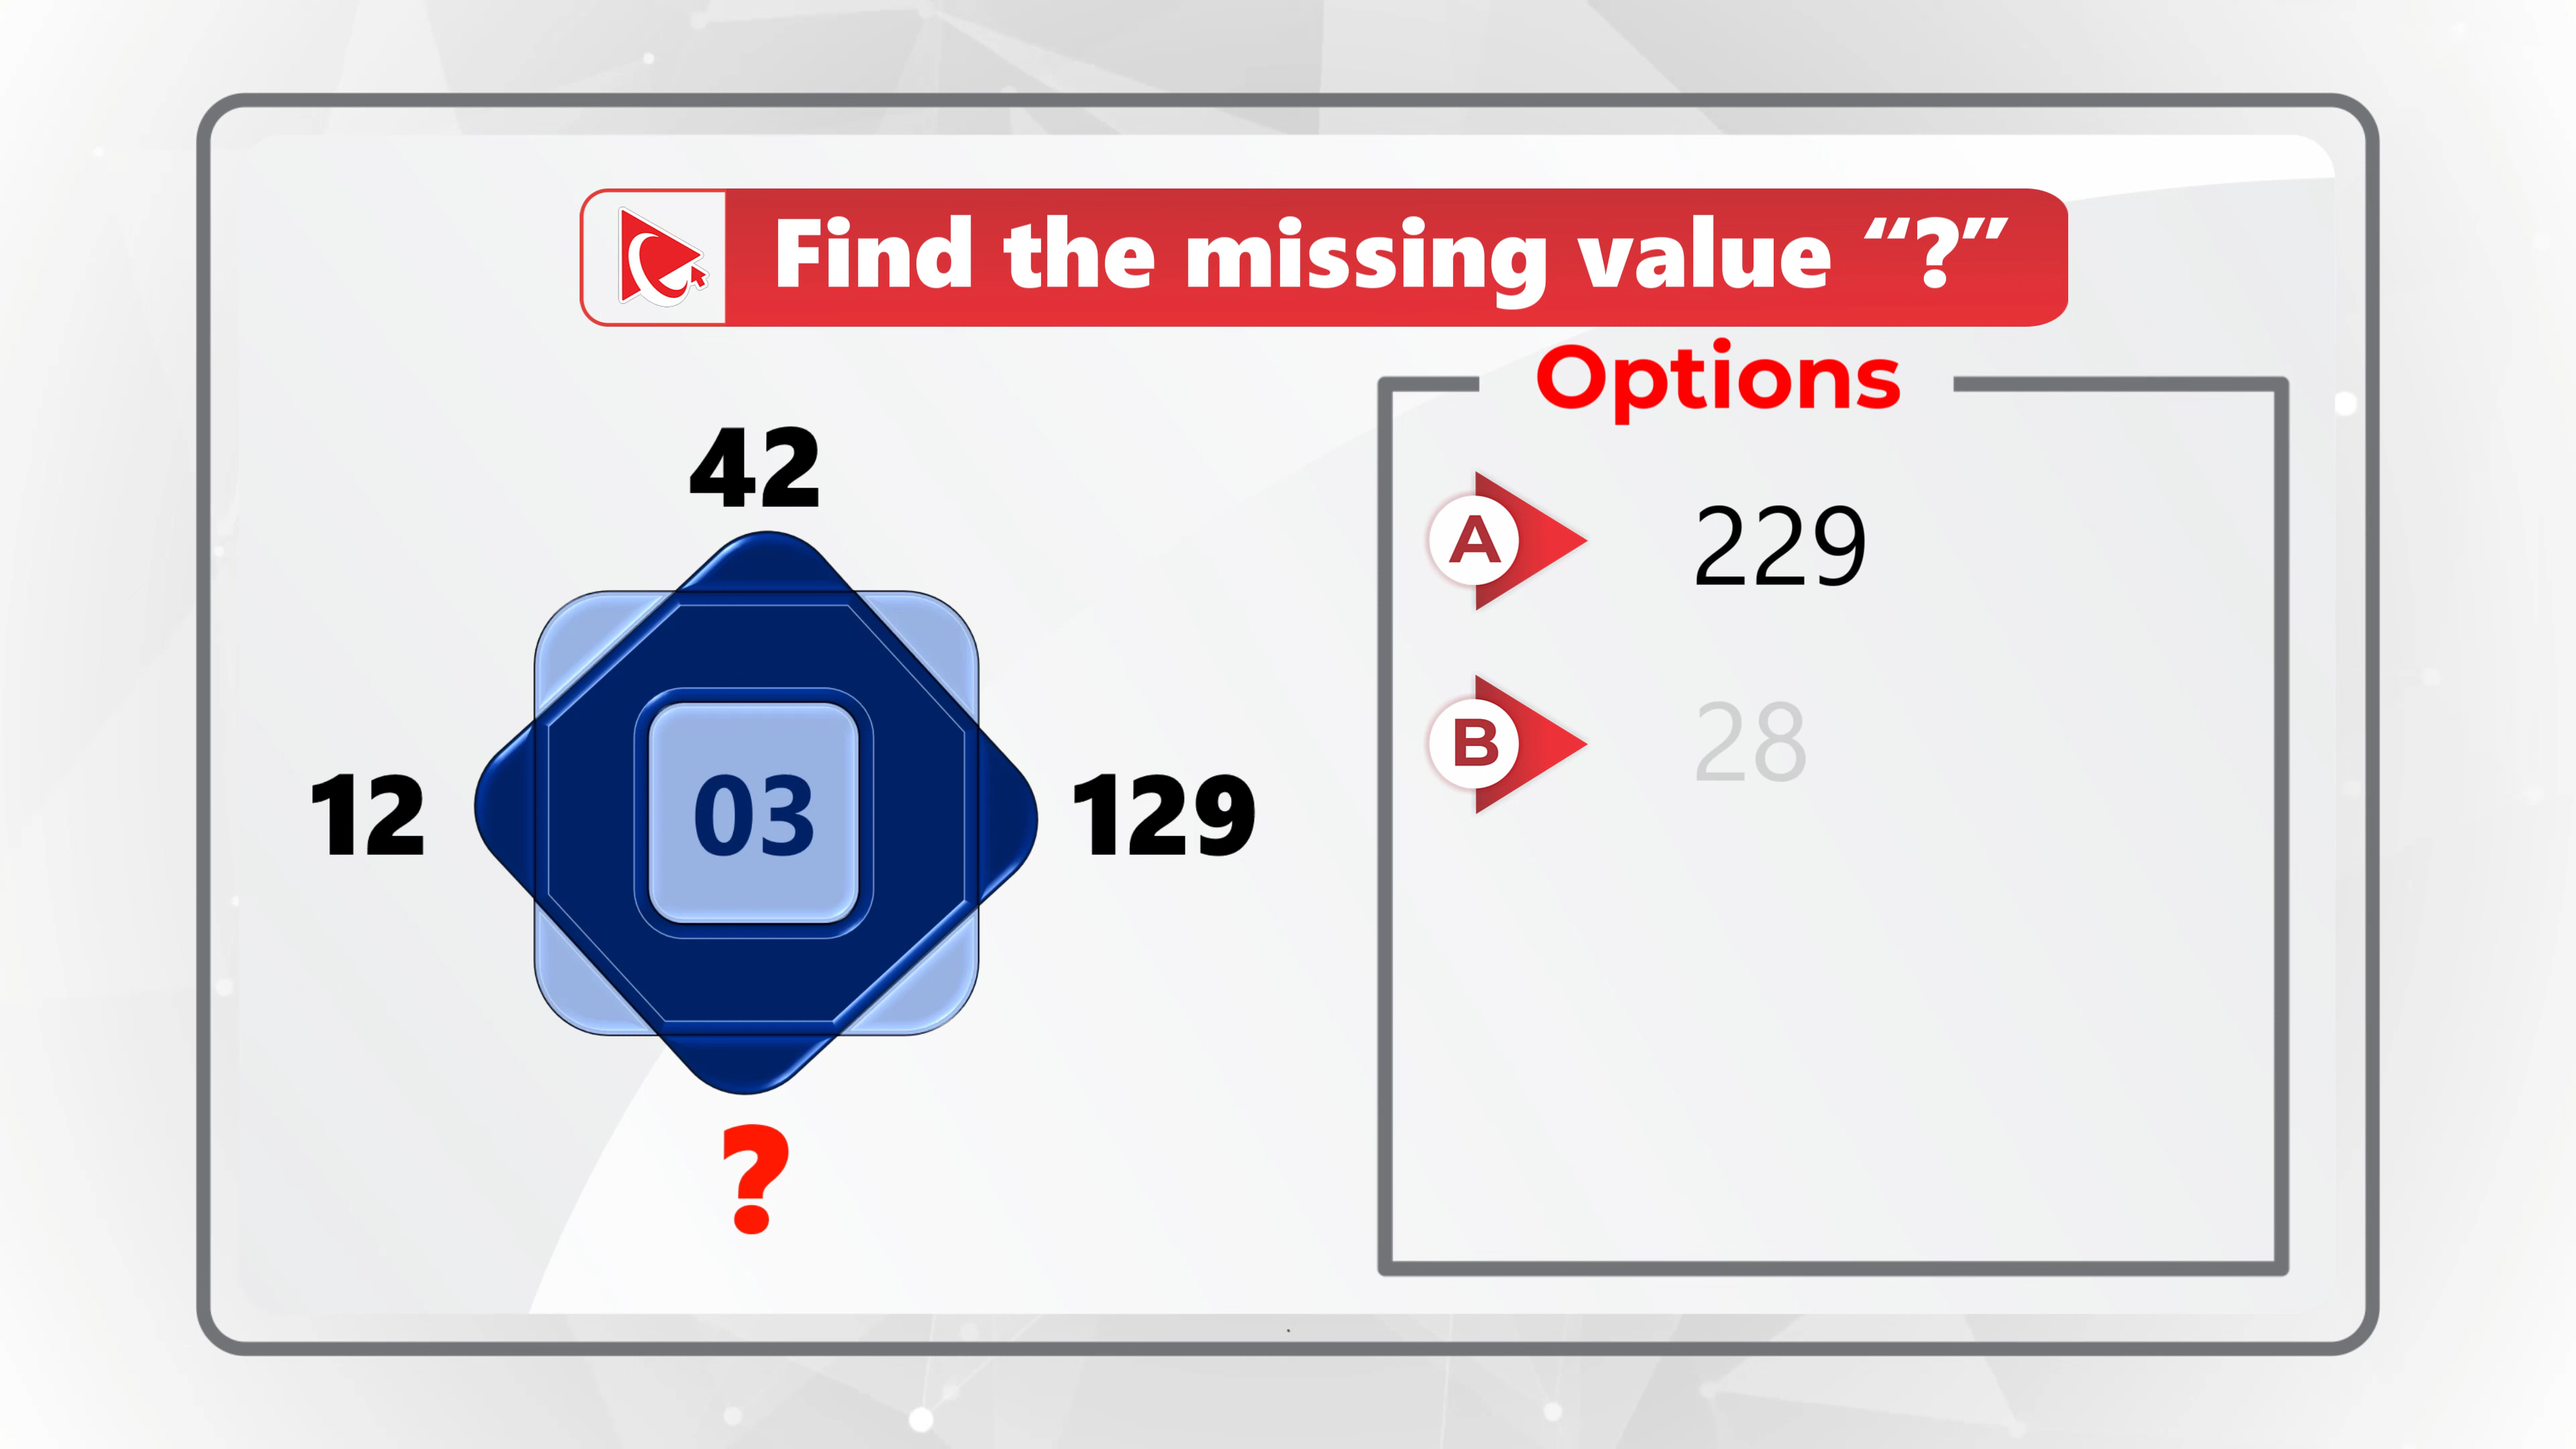 Find the missing value “?”
Options
42
A 229
B 28
12 03 129
?